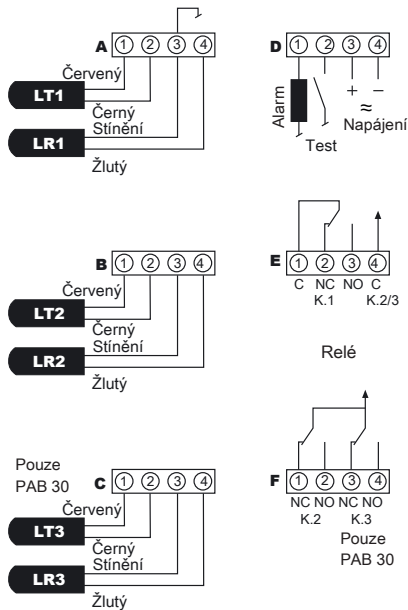 A 1 2 3 4
Červený
LT1
Černý
Stínění
LR1
Žlutý
B 1 2 3 4
Červený
LT2
Černý
Stínění
LR2
Žlutý
Pouze
PAB 30
C 1 2 3 4
Červený
LT3
Černý
Stínění
LR3
Žlutý
D 1 2 3 4
Alarm
+ −
≈
Napájení
Test
E 1 2 3 4
C NC NO C
K.1 K.2/3
Relé
F 1 2 3 4
NC NO NC NO
K.2 K.3
Pouze
PAB 30